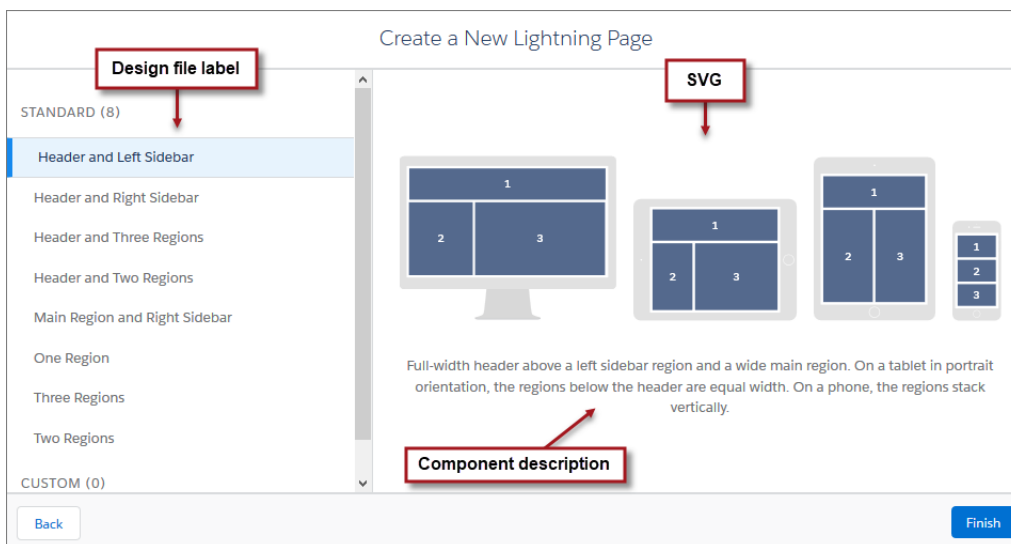 Create a New Lightning Page
Design file label
SVG
STANDARD (8)
Header and Left Sidebar
Header and Right Sidebar
Header and Three Regions
Header and Two Regions
Main Region and Right Sidebar
One Region
Three Regions
Two Regions
CUSTOM (0)
1
2 3
1
2 3
1
2 3
1
2
3
Full-width header above a left sidebar region and a wide main region. On a tablet in portrait
orientation, the regions below the header are equal width. On a phone, the regions stack
vertically.
Component description
Back
Finish